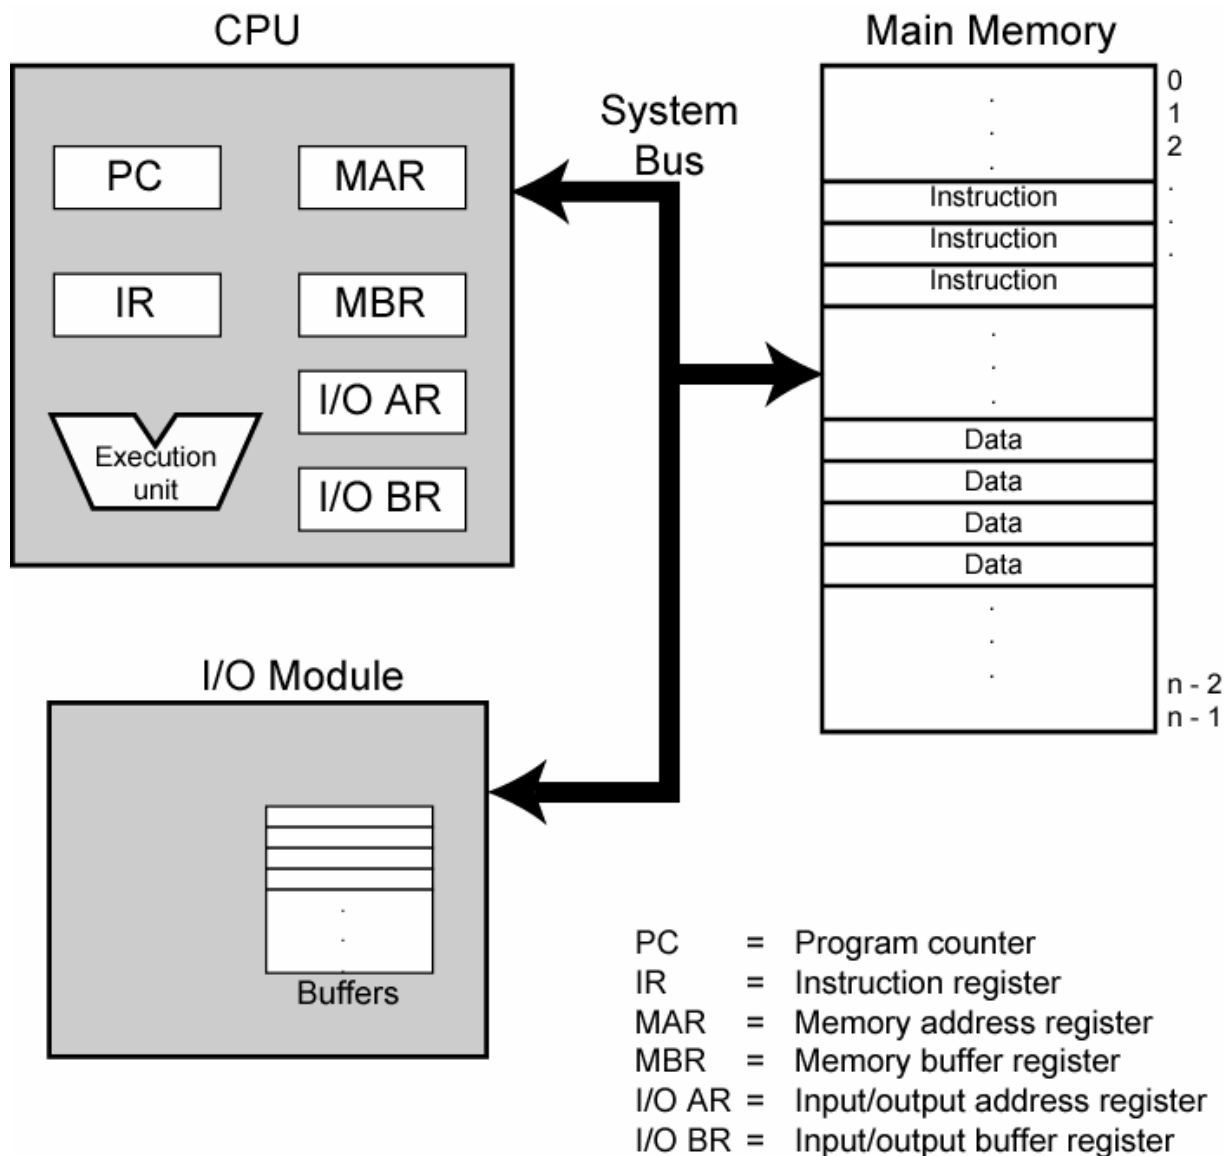 CPU
Main Memory
System
Bus
PC
MAR
IR
MBR
I/O AR
I/O BR
Execution
unit
0
1
2
.
.
.
.
.
.
Instruction
Instruction
Instruction
.
.
.
Data
Data
Data
Data
.
.
.
n - 2
n - 1
I/O Module
.
.
.
Buffers
PC = Program counter
IR = Instruction register
MAR = Memory address register
MBR = Memory buffer register
I/O AR = Input/output address register
I/O BR = Input/output buffer register